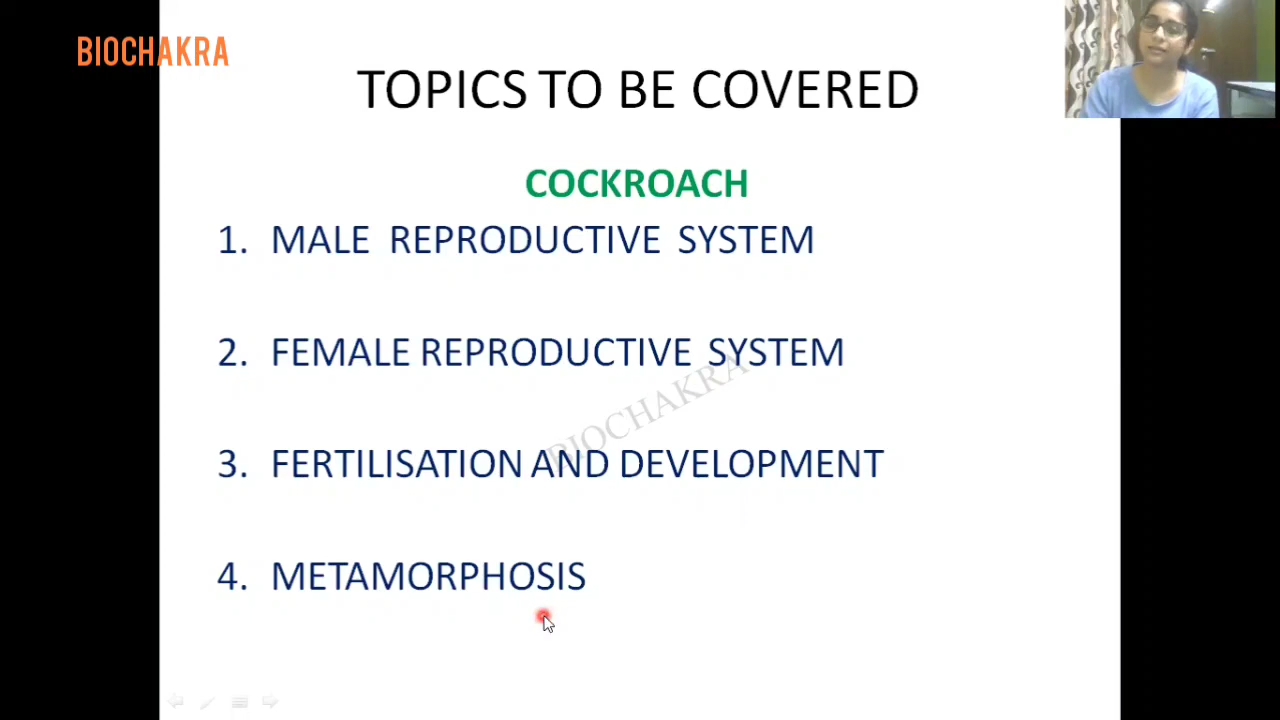 BIOCHAKRA
TOPICS TO BE COVERED
COCKROACH
1. MALE REPRODUCTIVE SYSTEM
2. FEMALE REPRODUCTIVE SYSTEM
BIOCHAKRA
3. FERTILISATION AND DEVELOPMENT
4. METAMORPHOSIS